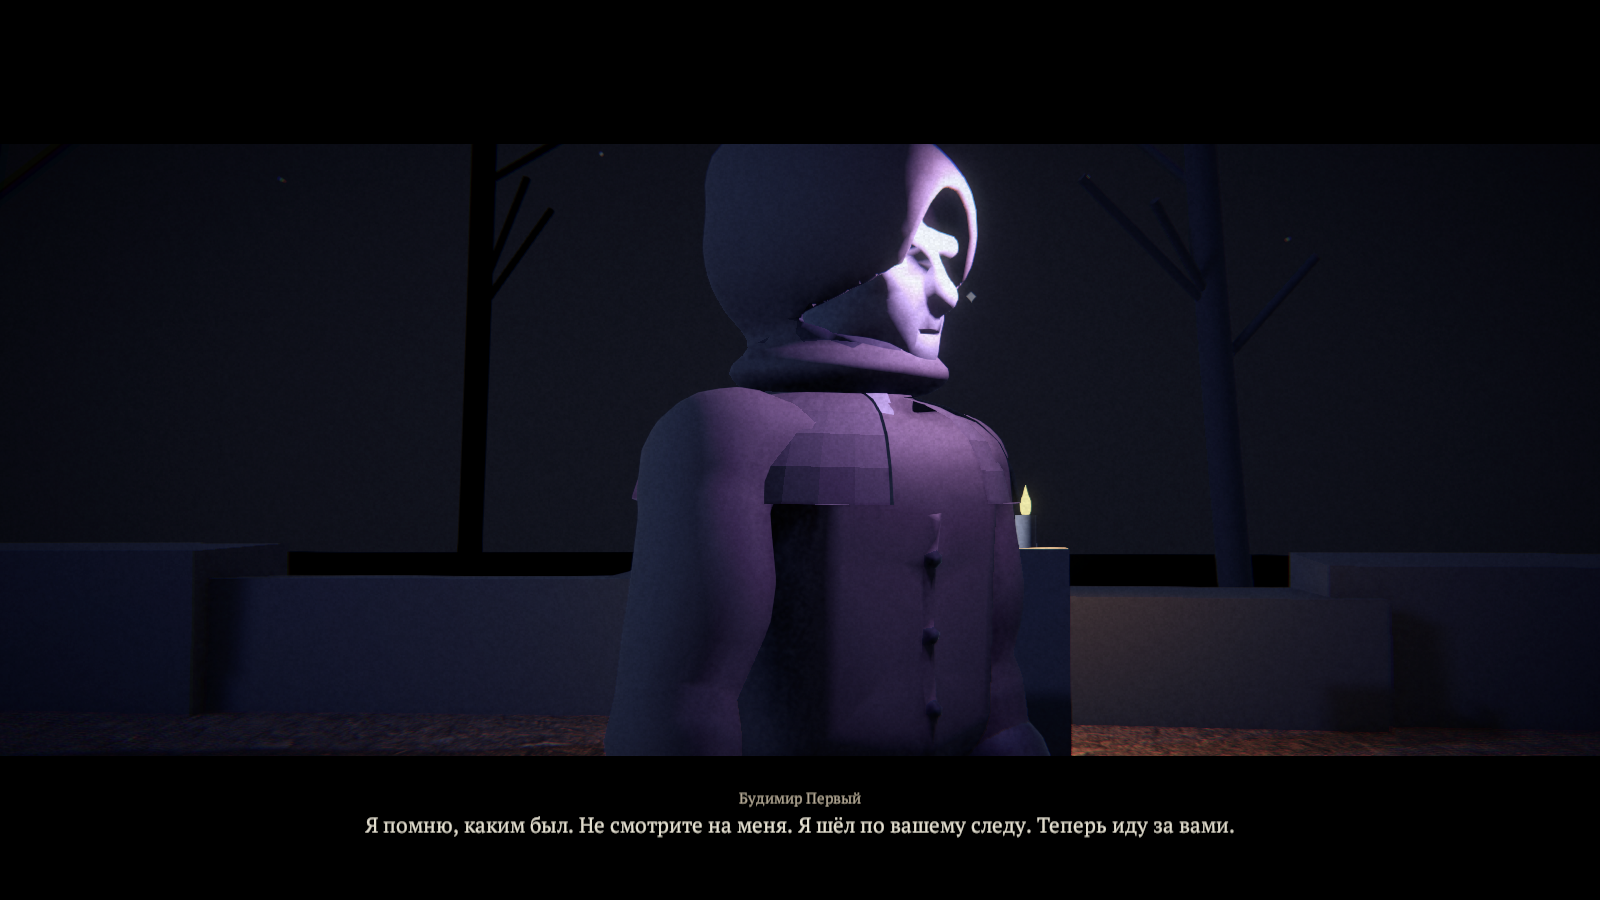 Будимир Первый
Я помню, каким был. Не смотрите на меня. Я шёл по вашему следу. Теперь иду за вами.